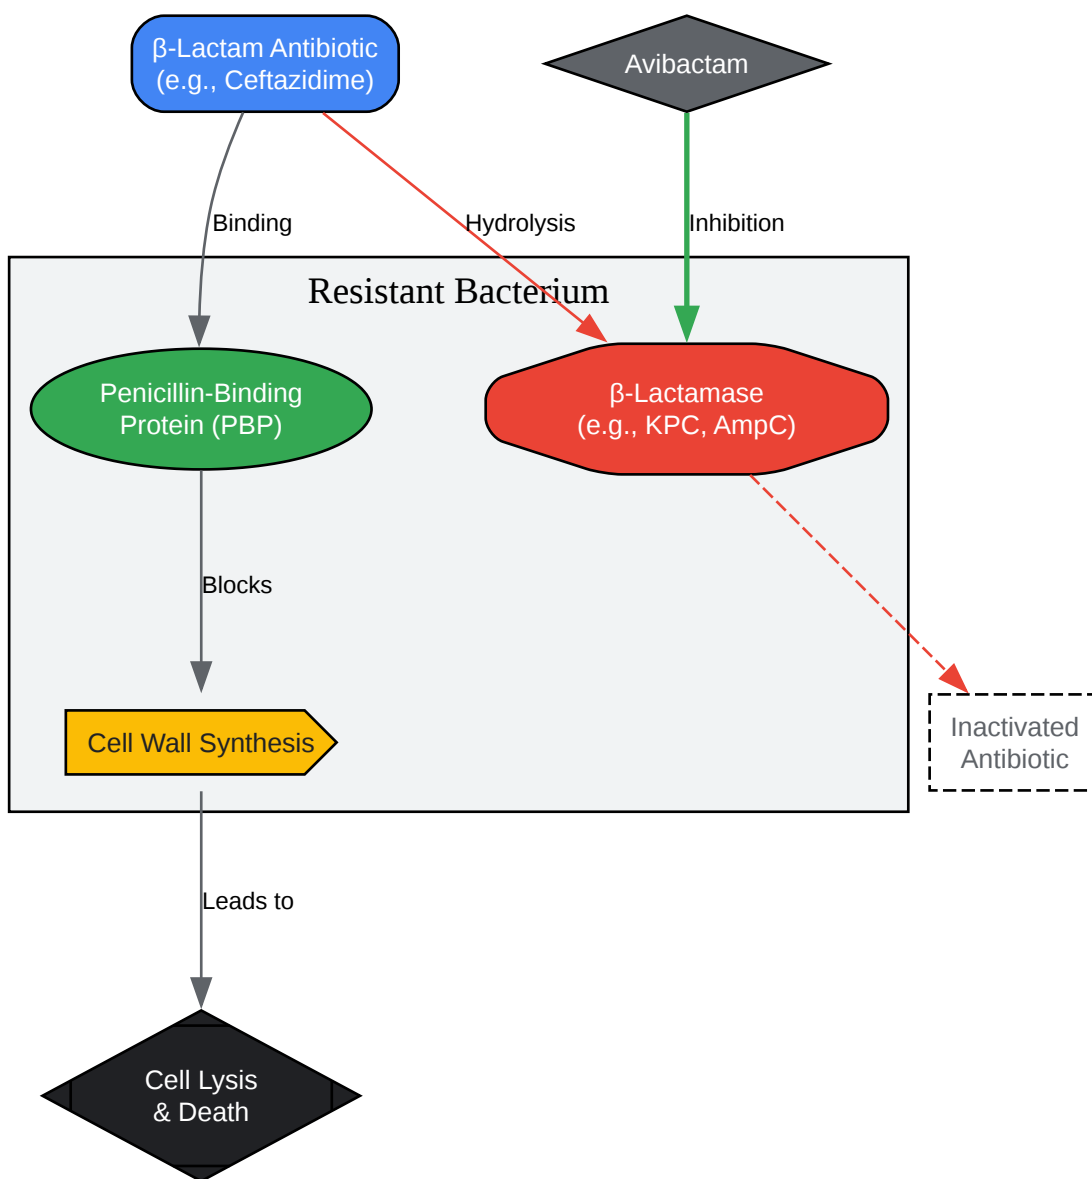 β-Lactam Antibiotic
(e.g., Ceftazidime)
Avibactam
Binding
Hydrolysis
Inhibition
Resistant Bacterium
Penicillin-Binding
Protein (PBP)
β-Lactamase
(e.g., KPC, AmpC)
Blocks
Cell Wall Synthesis
Inactivated
Antibiotic
Leads to
Cell Lysis
& Death